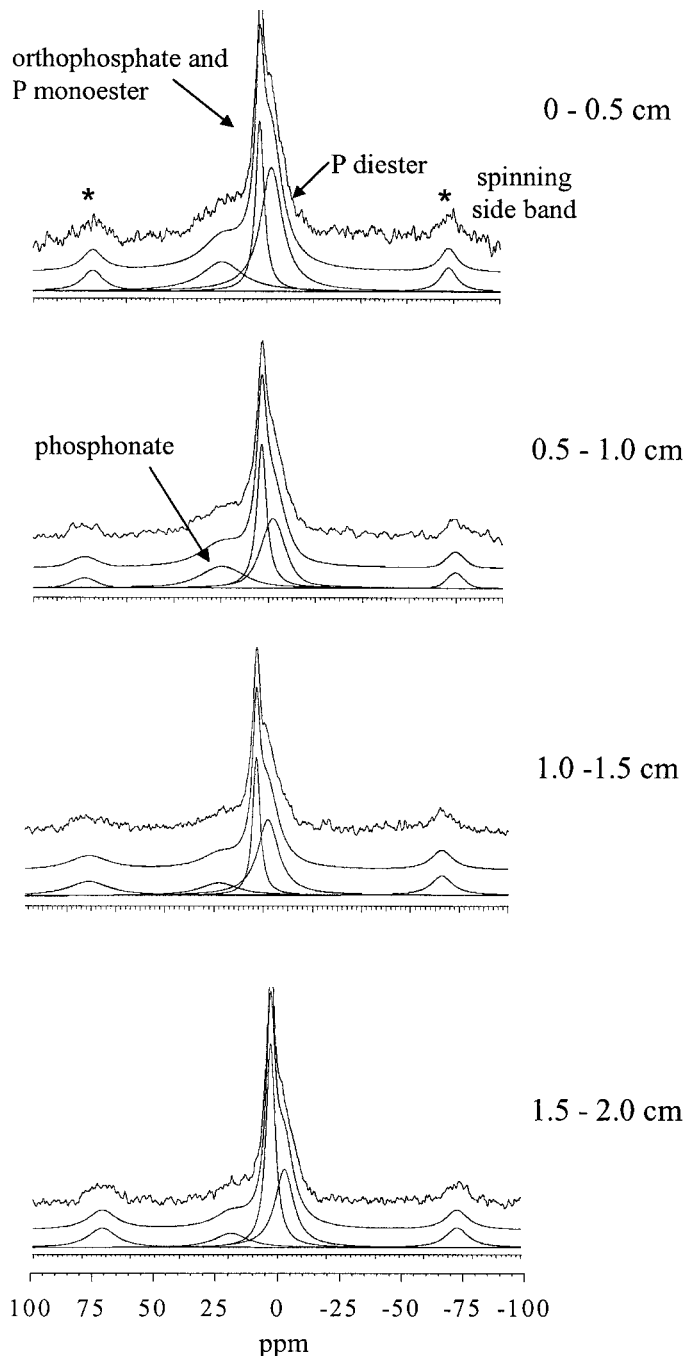 orthophosphate and
P monoester
0 - 0.5 cm
P diester
*
*
spinning
side band
0.5 - 1.0 cm
phosphonate
1.0 -1.5 cm
1.5 - 2.0 cm
100 75 50 25 0 -25 -50 -75 -100
ppm